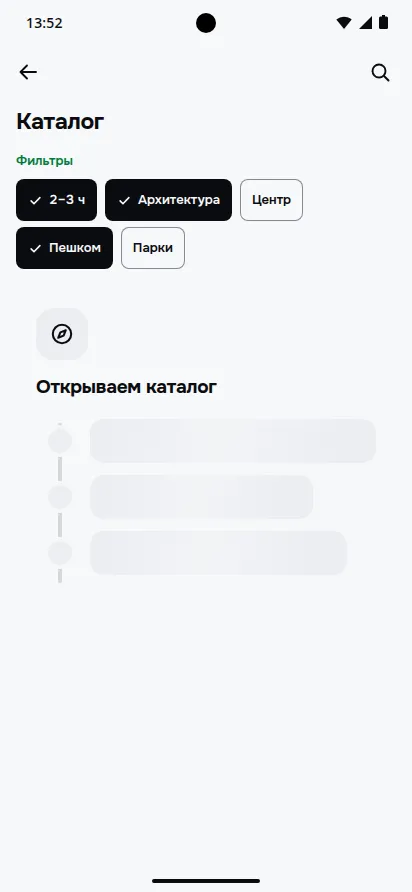 13:52
Каталог
Фильтры
2–3 ч Архитектура Центр
Пешком Парки
Открываем каталог